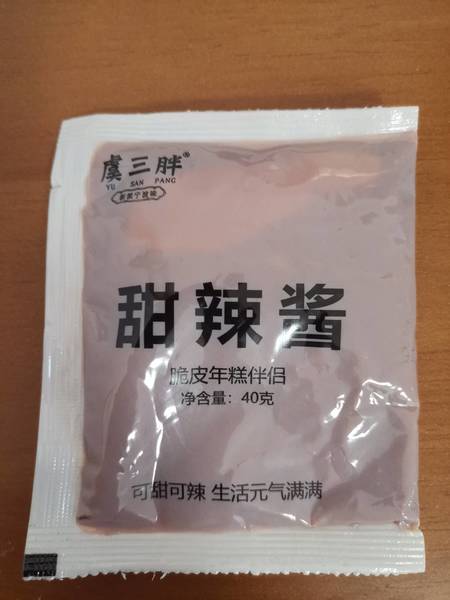 虞三胖®
YU SAN PANG
甜辣酱
脆皮年糕伴侣
净含量：40克
可甜可辣 生活元气满满